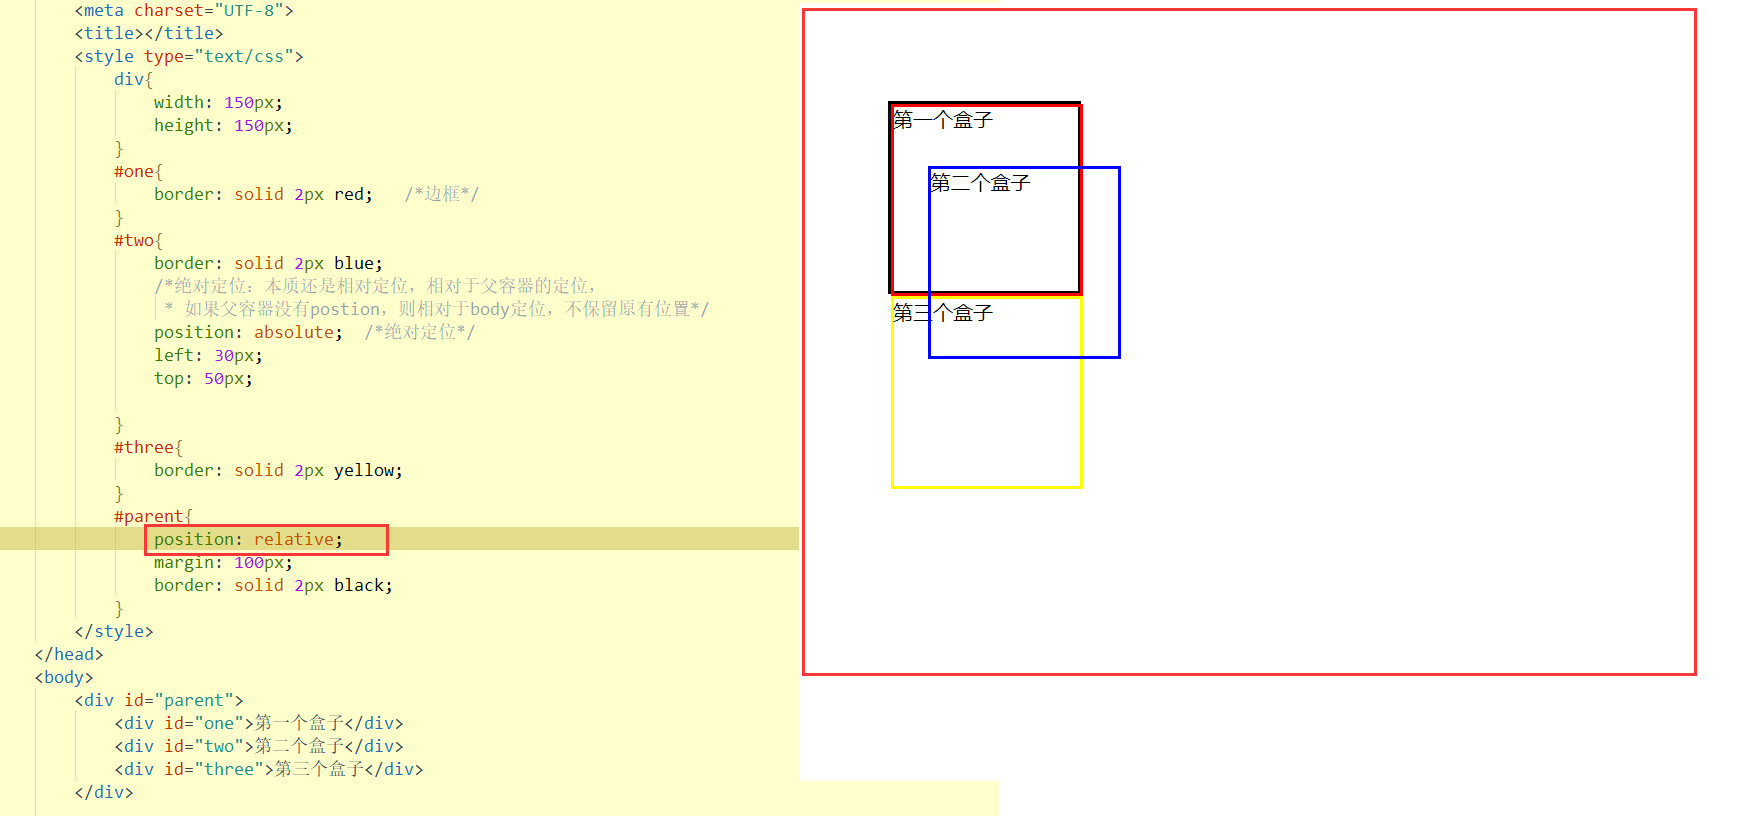 <meta charset="UTF-8">
<title></title>
<style type="text/css">
div{
width: 150px;
height: 150px;
}
#one{
border: solid 2px red; /*边框*/
}
#two{
border: solid 2px blue;
/*绝对定位：本质还是相对定位，相对于父容器的定位，
* 如果父容器没有postion，则相对于body定位，不保留原有位置*/
position: absolute; /*绝对定位*/
left: 30px;
top: 50px;
}
#three{
border: solid 2px yellow;
}
#parent{
position: relative;
margin: 100px;
border: solid 2px black;
}
</style>
</head>
<body>
<div id="parent">
<div id="one">第一个盒子</div>
<div id="two">第二个盒子</div>
<div id="three">第三个盒子</div>
</div>
第一个盒子
第二个盒子
第三个盒子